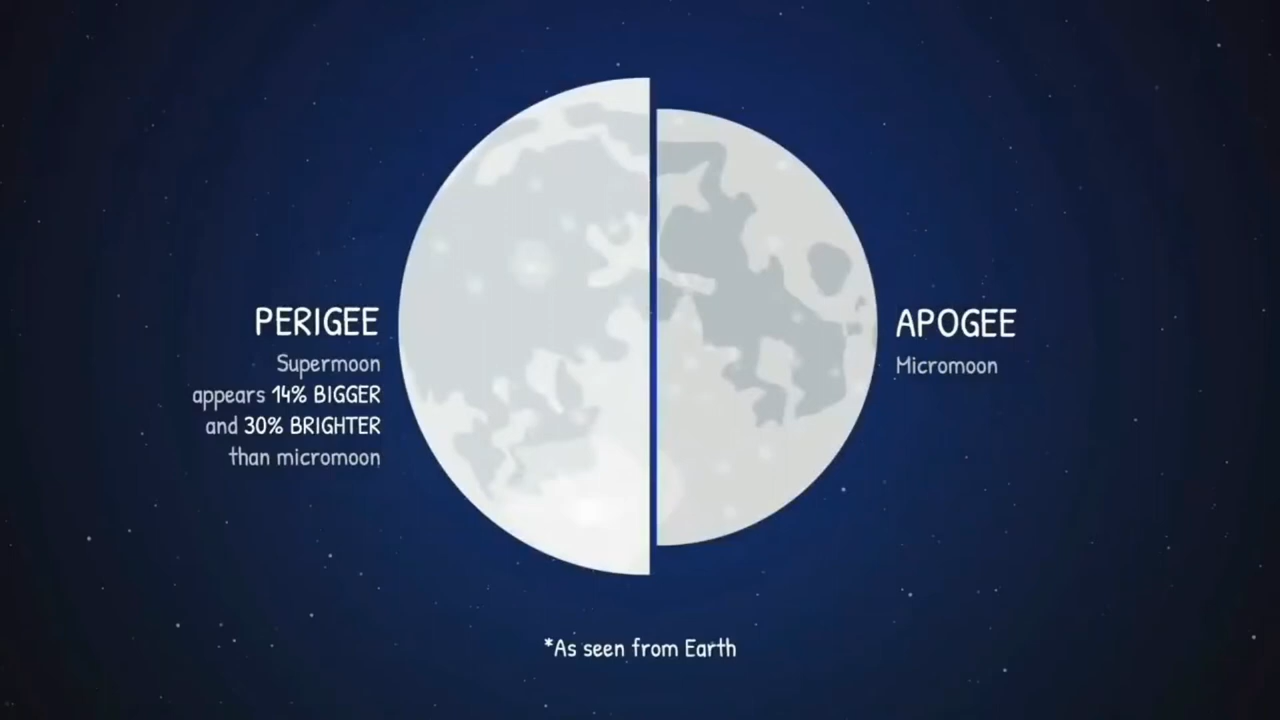 PERIGEE
Supermoon
appears 14% BIGGER
and 30% BRIGHTER
than micromoon
APOGEE
Micromoon
*As seen from Earth